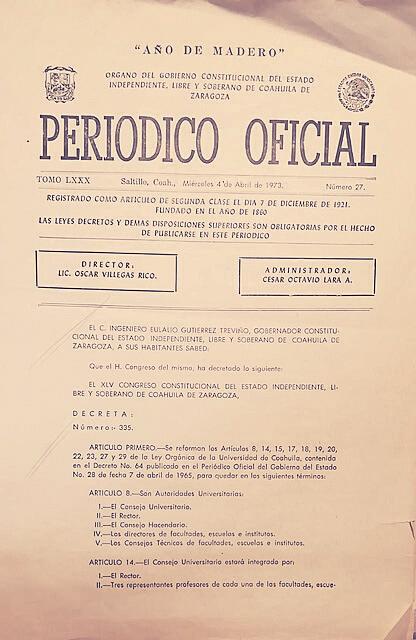 "AÑO DE MADERO"
ORGANO DEL GOBIERNO CONSTITUCIONAL DEL ESTADO
INDEPENDIENTE, LIBRE Y SOBERANO DE COAHUILA DE
ZARAGOZA
PERIODICO OFICIAL
TOMO LXXX Saltillo, Coah., Miércoles 4 de Abril de 1973. Número 27.
REGISTRADO COMO ARTICULO DE SEGUNDA CLASE EL DIA 7 DE DICIEMBRE DE 1921.
FUNDADO EN EL AÑO DE 1860
LAS LEYES DECRETOS Y DEMAS DISPOSICIONES SUPERIORES SON OBLIGATORIAS POR EL HECHO
DE PUBLICARSE EN ESTE PERIODICO
DIRECTOR:
LIC. OSCAR VILLEGAS RICO.
ADMINISTRADOR:
CESAR OCTAVIO LARA A.
EL C. INGENIERO EULALIO GUTIERREZ TREVIÑO, GOBERNADOR CONSTITU-
CIONAL DEL ESTADO INDEPENDIENTE, LIBRE Y SOBERANO DE COAHUILA DE
ZARAGOZA, A SUS HABITANTES SABED:
Que el H. Congreso del mismo, ha decretado lo siguiente:
EL XLV CONGRESO CONSTITUCIONAL DEL ESTADO INDEPENDIENTE, LI-
BRE Y SOBERANO DE COAHUILA DE ZARAGOZA,
DECRETA:
Número:- 335.
ARTICULO PRIMERO.—Se reforman los Artículos 8, 14, 15, 17, 18, 19, 20,
22, 23, 27 y 29 de la Ley Orgánica de la Universidad de Coahuila, contenida
en el Decreto No. 64 publicado en el Periódico Oficial del Gobierno del Estado
No. 28 de fecha 7 de abril de 1965, para quedar en los siguientes términos:
ARTICULO 8.—Son Autoridades Universitarias:
I.—El Consejo Universitario.
II.—El Rector.
III.—El Consejo Hacendario.
IV.—Los directores de facultades, escuelas e institutos.
V.—Los Consejos Técnicos de facultades, escuelas e institutos.
ARTICULO 14.—El Consejo Universitario estará integrado por:
I.—El Rector.
II.—Tres representantes profesores de cada una de las facultades, escue-